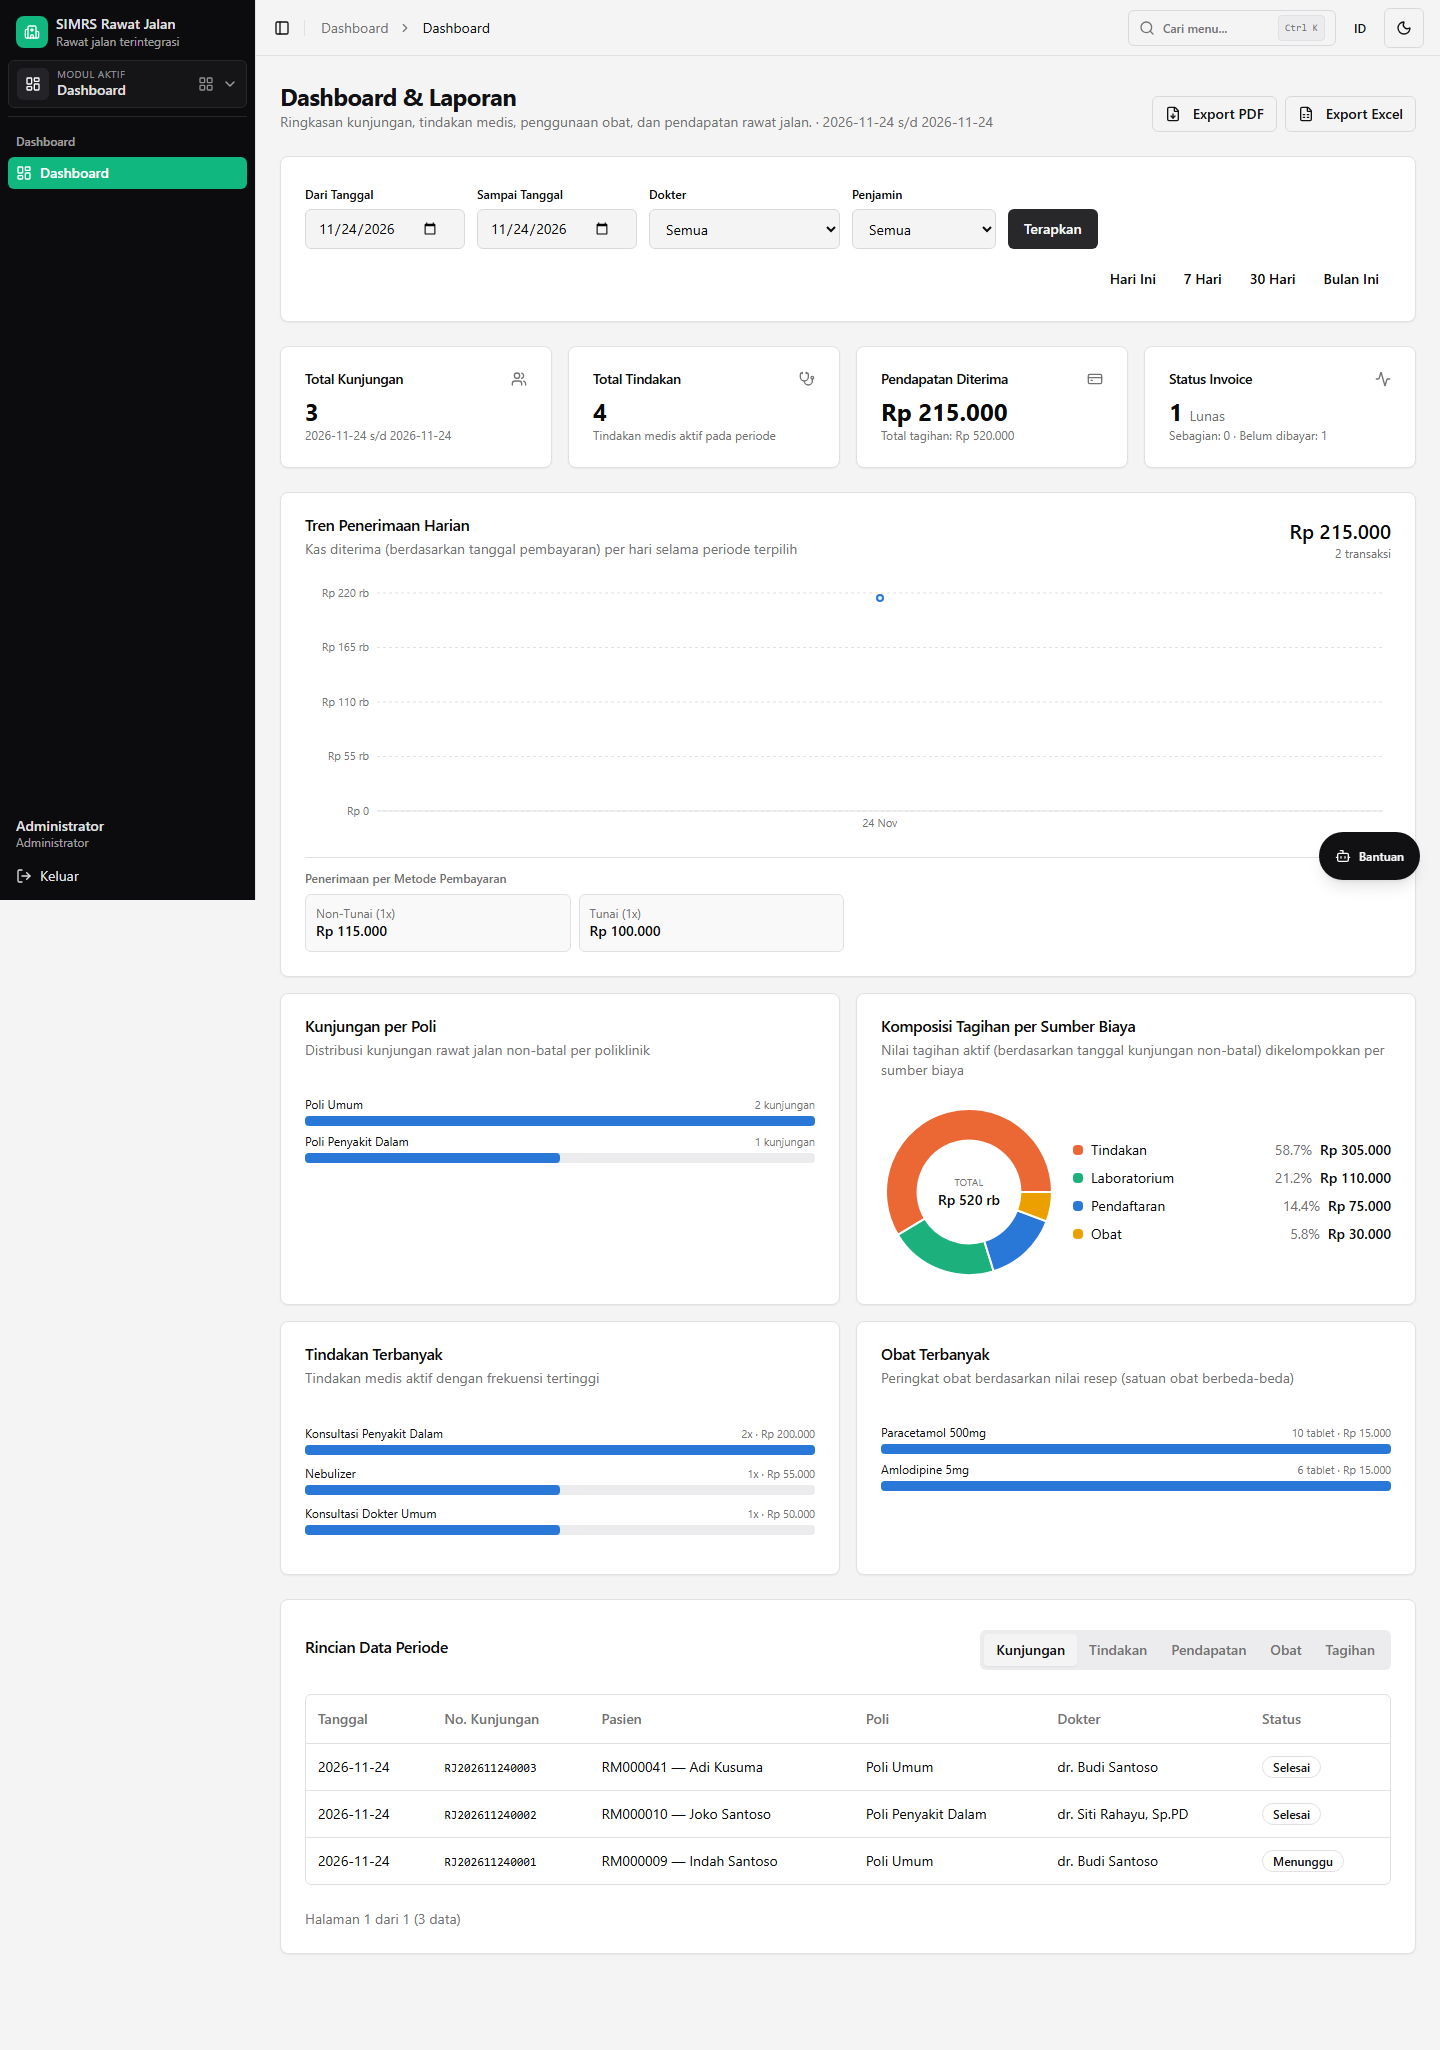 SIMRS Rawat Jalan
Rawat jalan terintegrasi
MODUL AKTIF
Dashboard
Dashboard
Dashboard
Administrator
Administrator
Keluar
Dashboard > Dashboard
Cari menu... Ctrl K
ID
Dashboard & Laporan
Ringkasan kunjungan, tindakan medis, penggunaan obat, dan pendapatan rawat jalan. · 2026-11-24 s/d 2026-11-24
Export PDF
Export Excel
Dari Tanggal Sampai Tanggal Dokter Penjamin
11/24/2026 11/24/2026 Semua Semua Terapkan
Hari Ini 7 Hari 30 Hari Bulan Ini
Total Kunjungan
3
2026-11-24 s/d 2026-11-24
Total Tindakan
4
Tindakan medis aktif pada periode
Pendapatan Diterima
Rp 215.000
Total tagihan: Rp 520.000
Status Invoice
1 Lunas
Sebagian: 0 · Belum dibayar: 1
Tren Penerimaan Harian
Kas diterima (berdasarkan tanggal pembayaran) per hari selama periode terpilih
Rp 215.000
2 transaksi
Rp 220 rb
Rp 165 rb
Rp 110 rb
Rp 55 rb
Rp 0
24 Nov
Bantuan
Penerimaan per Metode Pembayaran
Non-Tunai (1x)
Rp 115.000
Tunai (1x)
Rp 100.000
Kunjungan per Poli
Distribusi kunjungan rawat jalan non-batal per poliklinik
Poli Umum 2 kunjungan
Poli Penyakit Dalam 1 kunjungan
Komposisi Tagihan per Sumber Biaya
Nilai tagihan aktif (berdasarkan tanggal kunjungan non-batal) dikelompokkan per
sumber biaya
TOTAL
Rp 520 rb
Tindakan 58.7% Rp 305.000
Laboratorium 21.2% Rp 110.000
Pendaftaran 14.4% Rp 75.000
Obat 5.8% Rp 30.000
Tindakan Terbanyak
Tindakan medis aktif dengan frekuensi tertinggi
Konsultasi Penyakit Dalam 2x · Rp 200.000
Nebulizer 1x · Rp 55.000
Konsultasi Dokter Umum 1x · Rp 50.000
Obat Terbanyak
Peringkat obat berdasarkan nilai resep (satuan obat berbeda-beda)
Paracetamol 500mg 10 tablet · Rp 15.000
Amlodipine 5mg 6 tablet · Rp 15.000
Rincian Data Periode
Kunjungan Tindakan Pendapatan Obat Tagihan
Tanggal No. Kunjungan Pasien Poli Dokter Status
2026-11-24 RJ202611240003 RM000041 — Adi Kusuma Poli Umum dr. Budi Santoso Selesai
2026-11-24 RJ202611240002 RM000010 — Joko Santoso Poli Penyakit Dalam dr. Siti Rahayu, Sp.PD Selesai
2026-11-24 RJ202611240001 RM000009 — Indah Santoso Poli Umum dr. Budi Santoso Menunggu
Halaman 1 dari 1 (3 data)